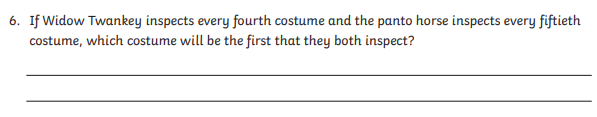 6. If Widow Twankey inspects every fourth costume and the panto horse inspects every fiftieth
costume, which costume will be the first that they both inspect?